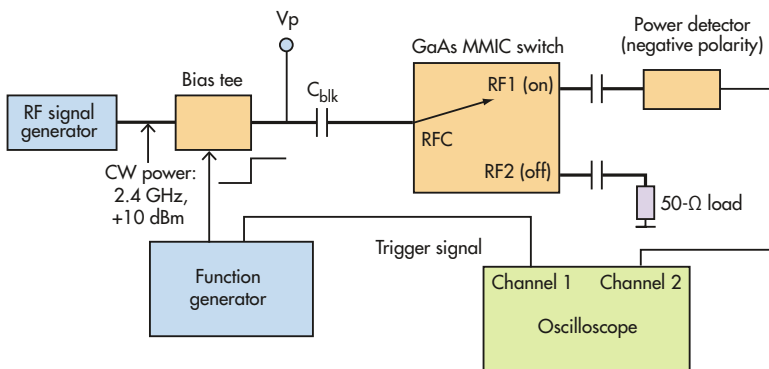 Vp
Bias tee
C_blk
GaAs MMIC switch
Power detector
(negative polarity)
RF signal
generator
RF1 (on)
RFC
RF2 (off)
CW power:
2.4 GHz,
+10 dBm
50-Ω load
Function
generator
Trigger signal
Channel 1
Channel 2
Oscilloscope